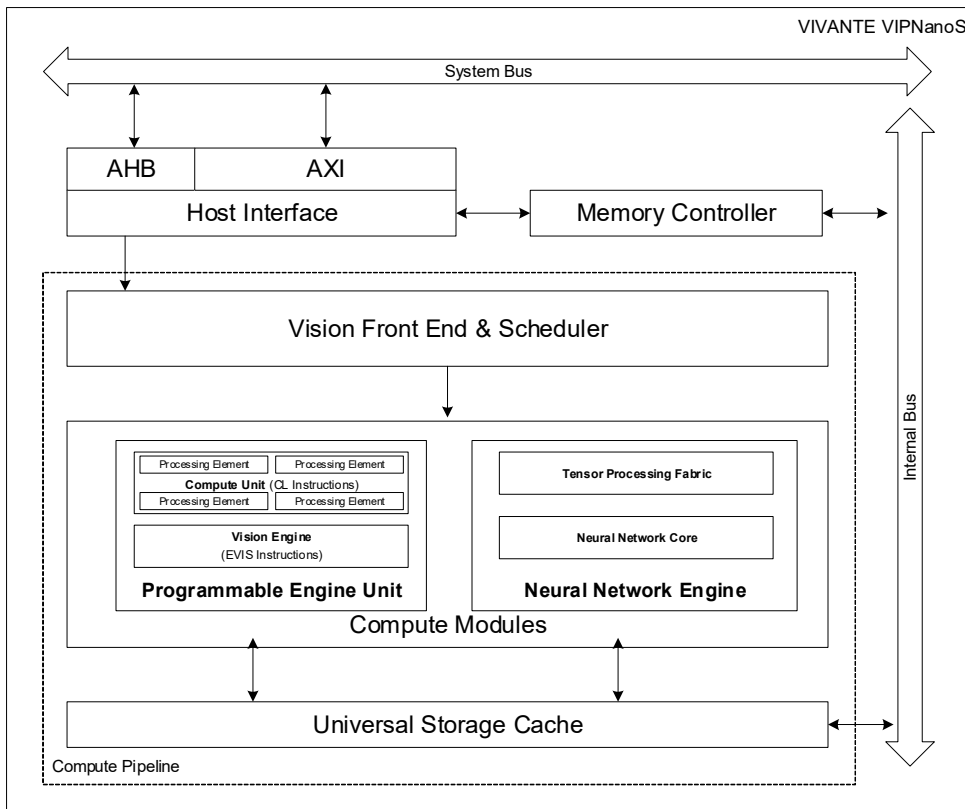 VIVANTE VIPNanoS
System Bus
AHB
AXI
Host Interface
Memory Controller
Vision Front End & Scheduler
Processing Element
Processing Element
Compute Unit (CL Instructions)
Processing Element
Processing Element
Vision Engine
(EVIS Instructions)
Programmable Engine Unit
Tensor Processing Fabric
Neural Network Core
Neural Network Engine
Compute Modules
Universal Storage Cache
Compute Pipeline
Internal Bus